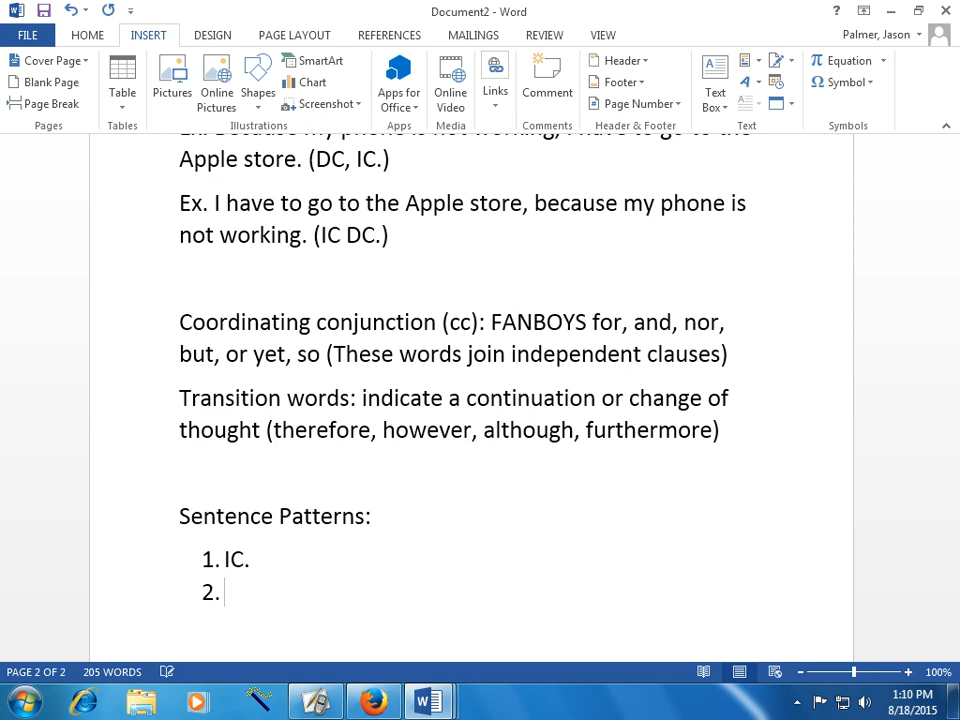 Document2 - Word
FILE HOME INSERT DESIGN PAGE LAYOUT REFERENCES MAILINGS REVIEW VIEW Palmer, Jason
Cover Page
Blank Page
Page Break
Pages
Table
Tables
Pictures
Online Pictures
Shapes
SmartArt
Chart
Screenshot
Illustrations
Apps for Office
Apps
Online Video
Media
Links
Comment
Comments
Header
Footer
Page Number
Header & Footer
Text Box
Text
Equation
Symbol
Symbols
Apple store. (DC, IC.)
Ex. I have to go to the Apple store, because my phone is
not working. (IC DC.)
Coordinating conjunction (cc): FANBOYS for, and, nor,
but, or yet, so (These words join independent clauses)
Transition words: indicate a continuation or change of
thought (therefore, however, although, furthermore)
Sentence Patterns:
1. IC.
2.
PAGE 2 OF 2 205 WORDS 100%
1:10 PM
8/18/2015